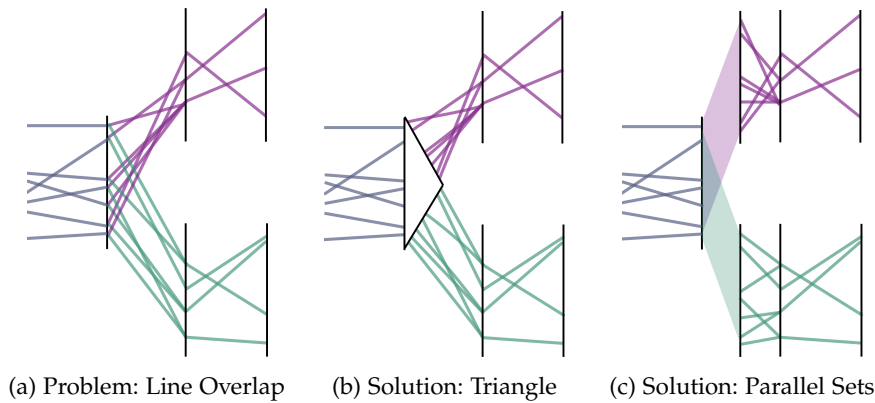 (a) Problem: Line Overlap
(b) Solution: Triangle
(c) Solution: Parallel Sets